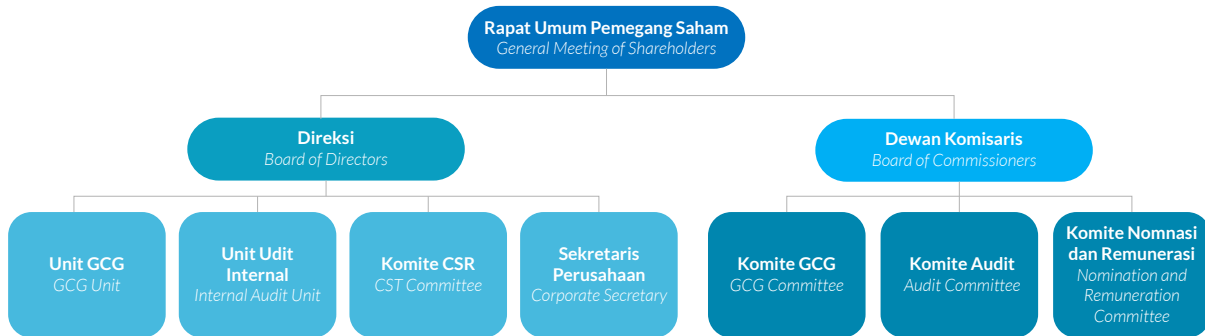 Rapat Umum Pemegang Saham
General Meeting of Shareholders
Direksi
Board of Directors
Dewan Komisaris
Board of Commissioners
Unit GCG
GCG Unit
Unit Udit
Internal
Internal Audit Unit
Komite CSR
CST Committee
Sekretaris
Perusahaan
Corporate Secretary
Komite GCG
GCG Committee
Komite Audit
Audit Committee
Komite Nomnasi
dan Remunerasi
Nomination and
Remuneration
Committee